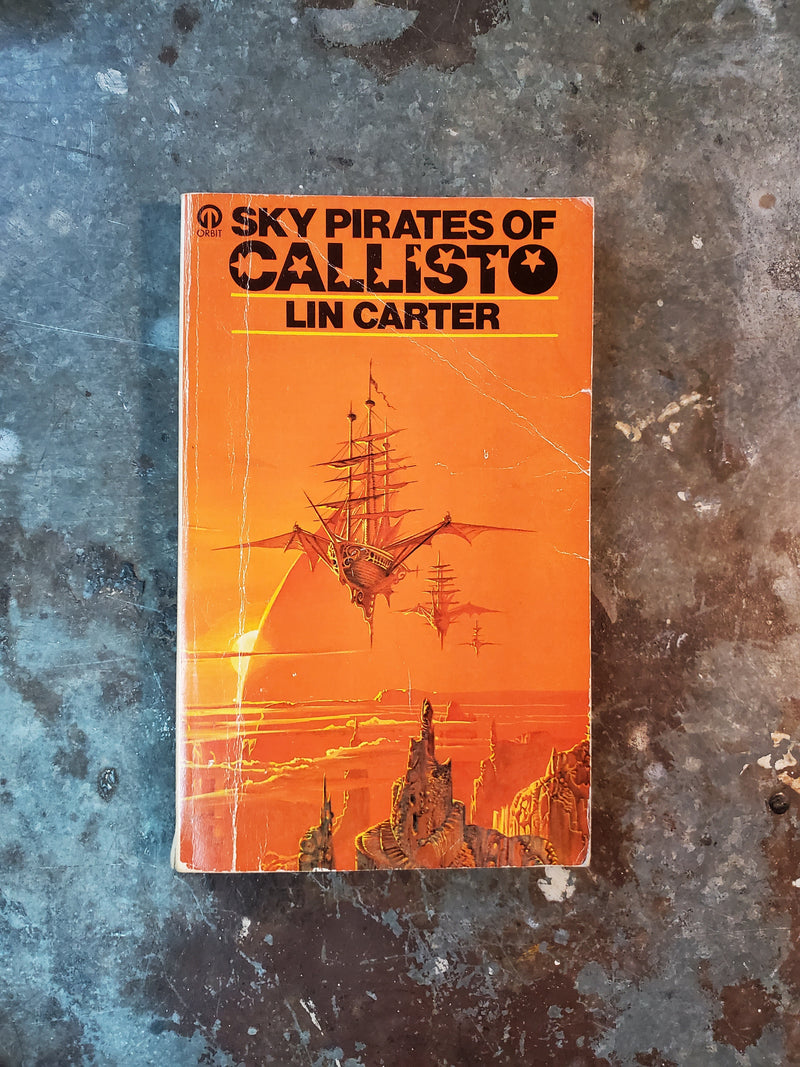 ORBIT
SKY PIRATES OF
CALLISTO
LIN CARTER